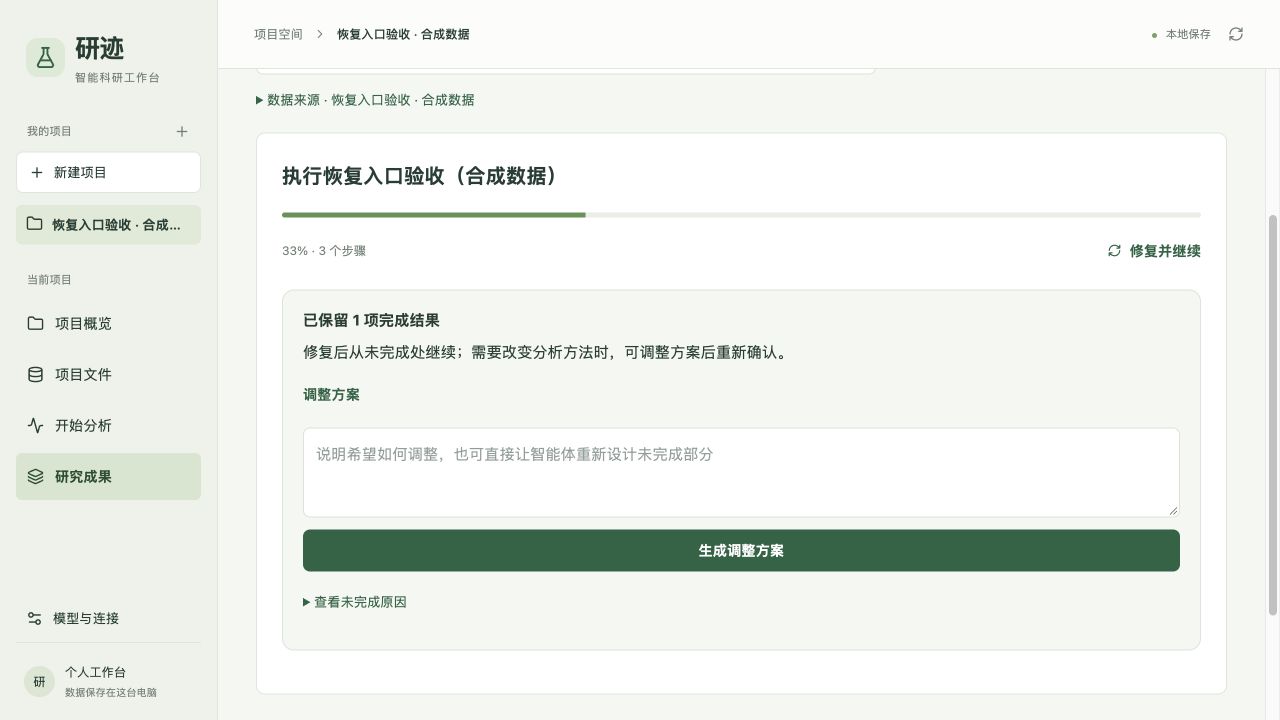 研迹
智能科研工作台
我的项目
新建项目
恢复入口验收 · 合成...
当前项目
项目概览
项目文件
开始分析
研究成果
模型与连接
研
个人工作台
数据保存在这台电脑
项目空间
恢复入口验收 · 合成数据
本地保存
数据来源 · 恢复入口验收 · 合成数据
执行恢复入口验收（合成数据）
33% · 3 个步骤
修复并继续
已保留 1 项完成结果
修复后从未完成处继续；需要改变分析方法时，可调整方案后重新确认。
调整方案
说明希望如何调整，也可直接让智能体重新设计未完成部分
生成调整方案
查看未完成原因